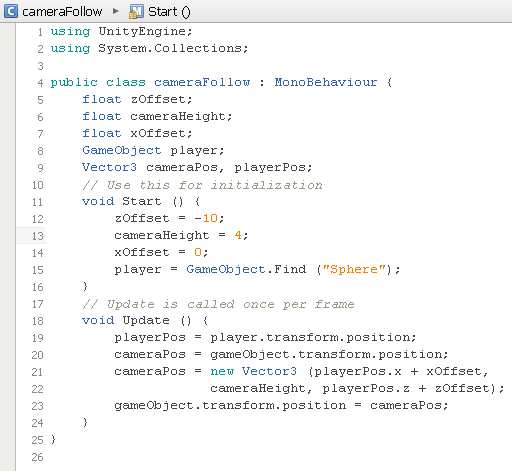 cameraFollow ▸ Start ()
1 using UnityEngine;
2 using System.Collections;
3
4 public class cameraFollow : MonoBehaviour {
5     float zOffset;
6     float cameraHeight;
7     float xOffset;
8     GameObject player;
9     Vector3 cameraPos, playerPos;
10     // Use this for initialization
11     void Start () {
12         zOffset = -10;
13         cameraHeight = 4;
14         xOffset = 0;
15         player = GameObject.Find ("Sphere");
16     }
17     // Update is called once per frame
18     void Update () {
19         playerPos = player.transform.position;
20         cameraPos = gameObject.transform.position;
21         cameraPos = new Vector3 (playerPos.x + xOffset,
22                     cameraHeight, playerPos.z + zOffset);
23         gameObject.transform.position = cameraPos;
24     }
25 }
26